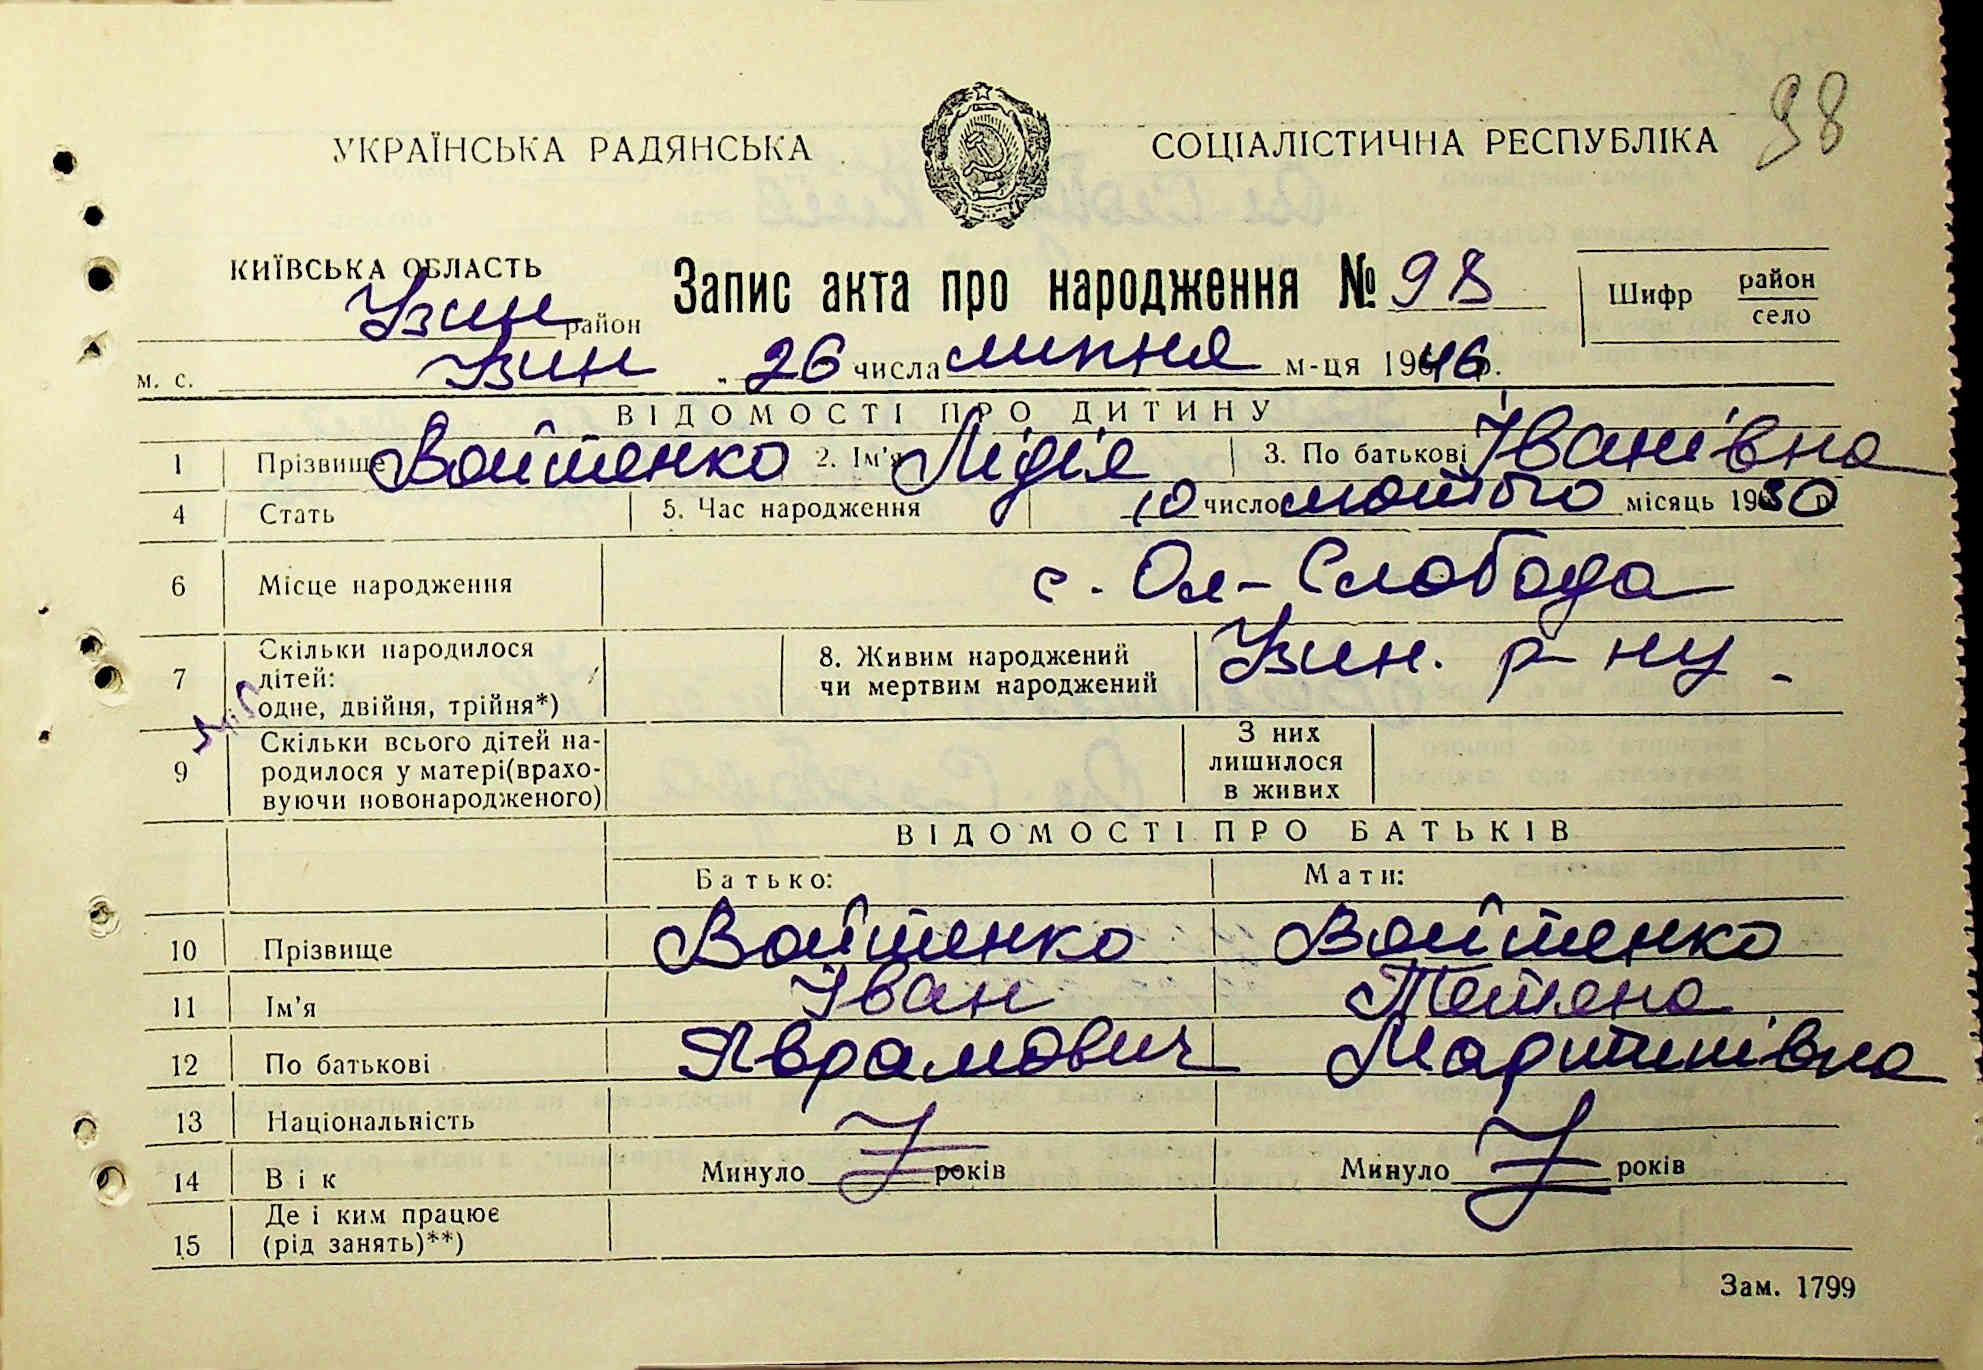 98
УКРАЇНСЬКА РАДЯНСЬКА СОЦІАЛІСТИЧНА РЕСПУБЛІКА
КИЇВСЬКА ОБЛАСТЬ
Узин район
Запис акта про народження № 98
Шифр район село
м. с. Узин 26 числа липня м-ця 1946 р.
ВІДОМОСТІ ПРО ДИТИНУ
1 Прізвище Войтенко 2. Ім'я Лідія 3. По батькові Іванівна
4 Стать 5. Час народження 10 число лютого місяць 1930 р
6 Місце народження с. Ол-Слобода
7 Скільки народилося дітей: одне, двійня, трійня*) 8. Живим народжений чи мертвим народжений Узин. р-ну
9 Скільки всього дітей народилося у матері(враховуючи новонародженого) З них лишилося в живих
ВІДОМОСТІ ПРО БАТЬКІВ
Батько: Мати:
10 Прізвище Войтенко Войтенко
11 Ім'я Іван Тетяна
12 По батькові Аврамович Мартинівна
13 Національність
14 Вік Минуло років Минуло років
15 Де і ким працює (рід занять)**)
Зам. 1799